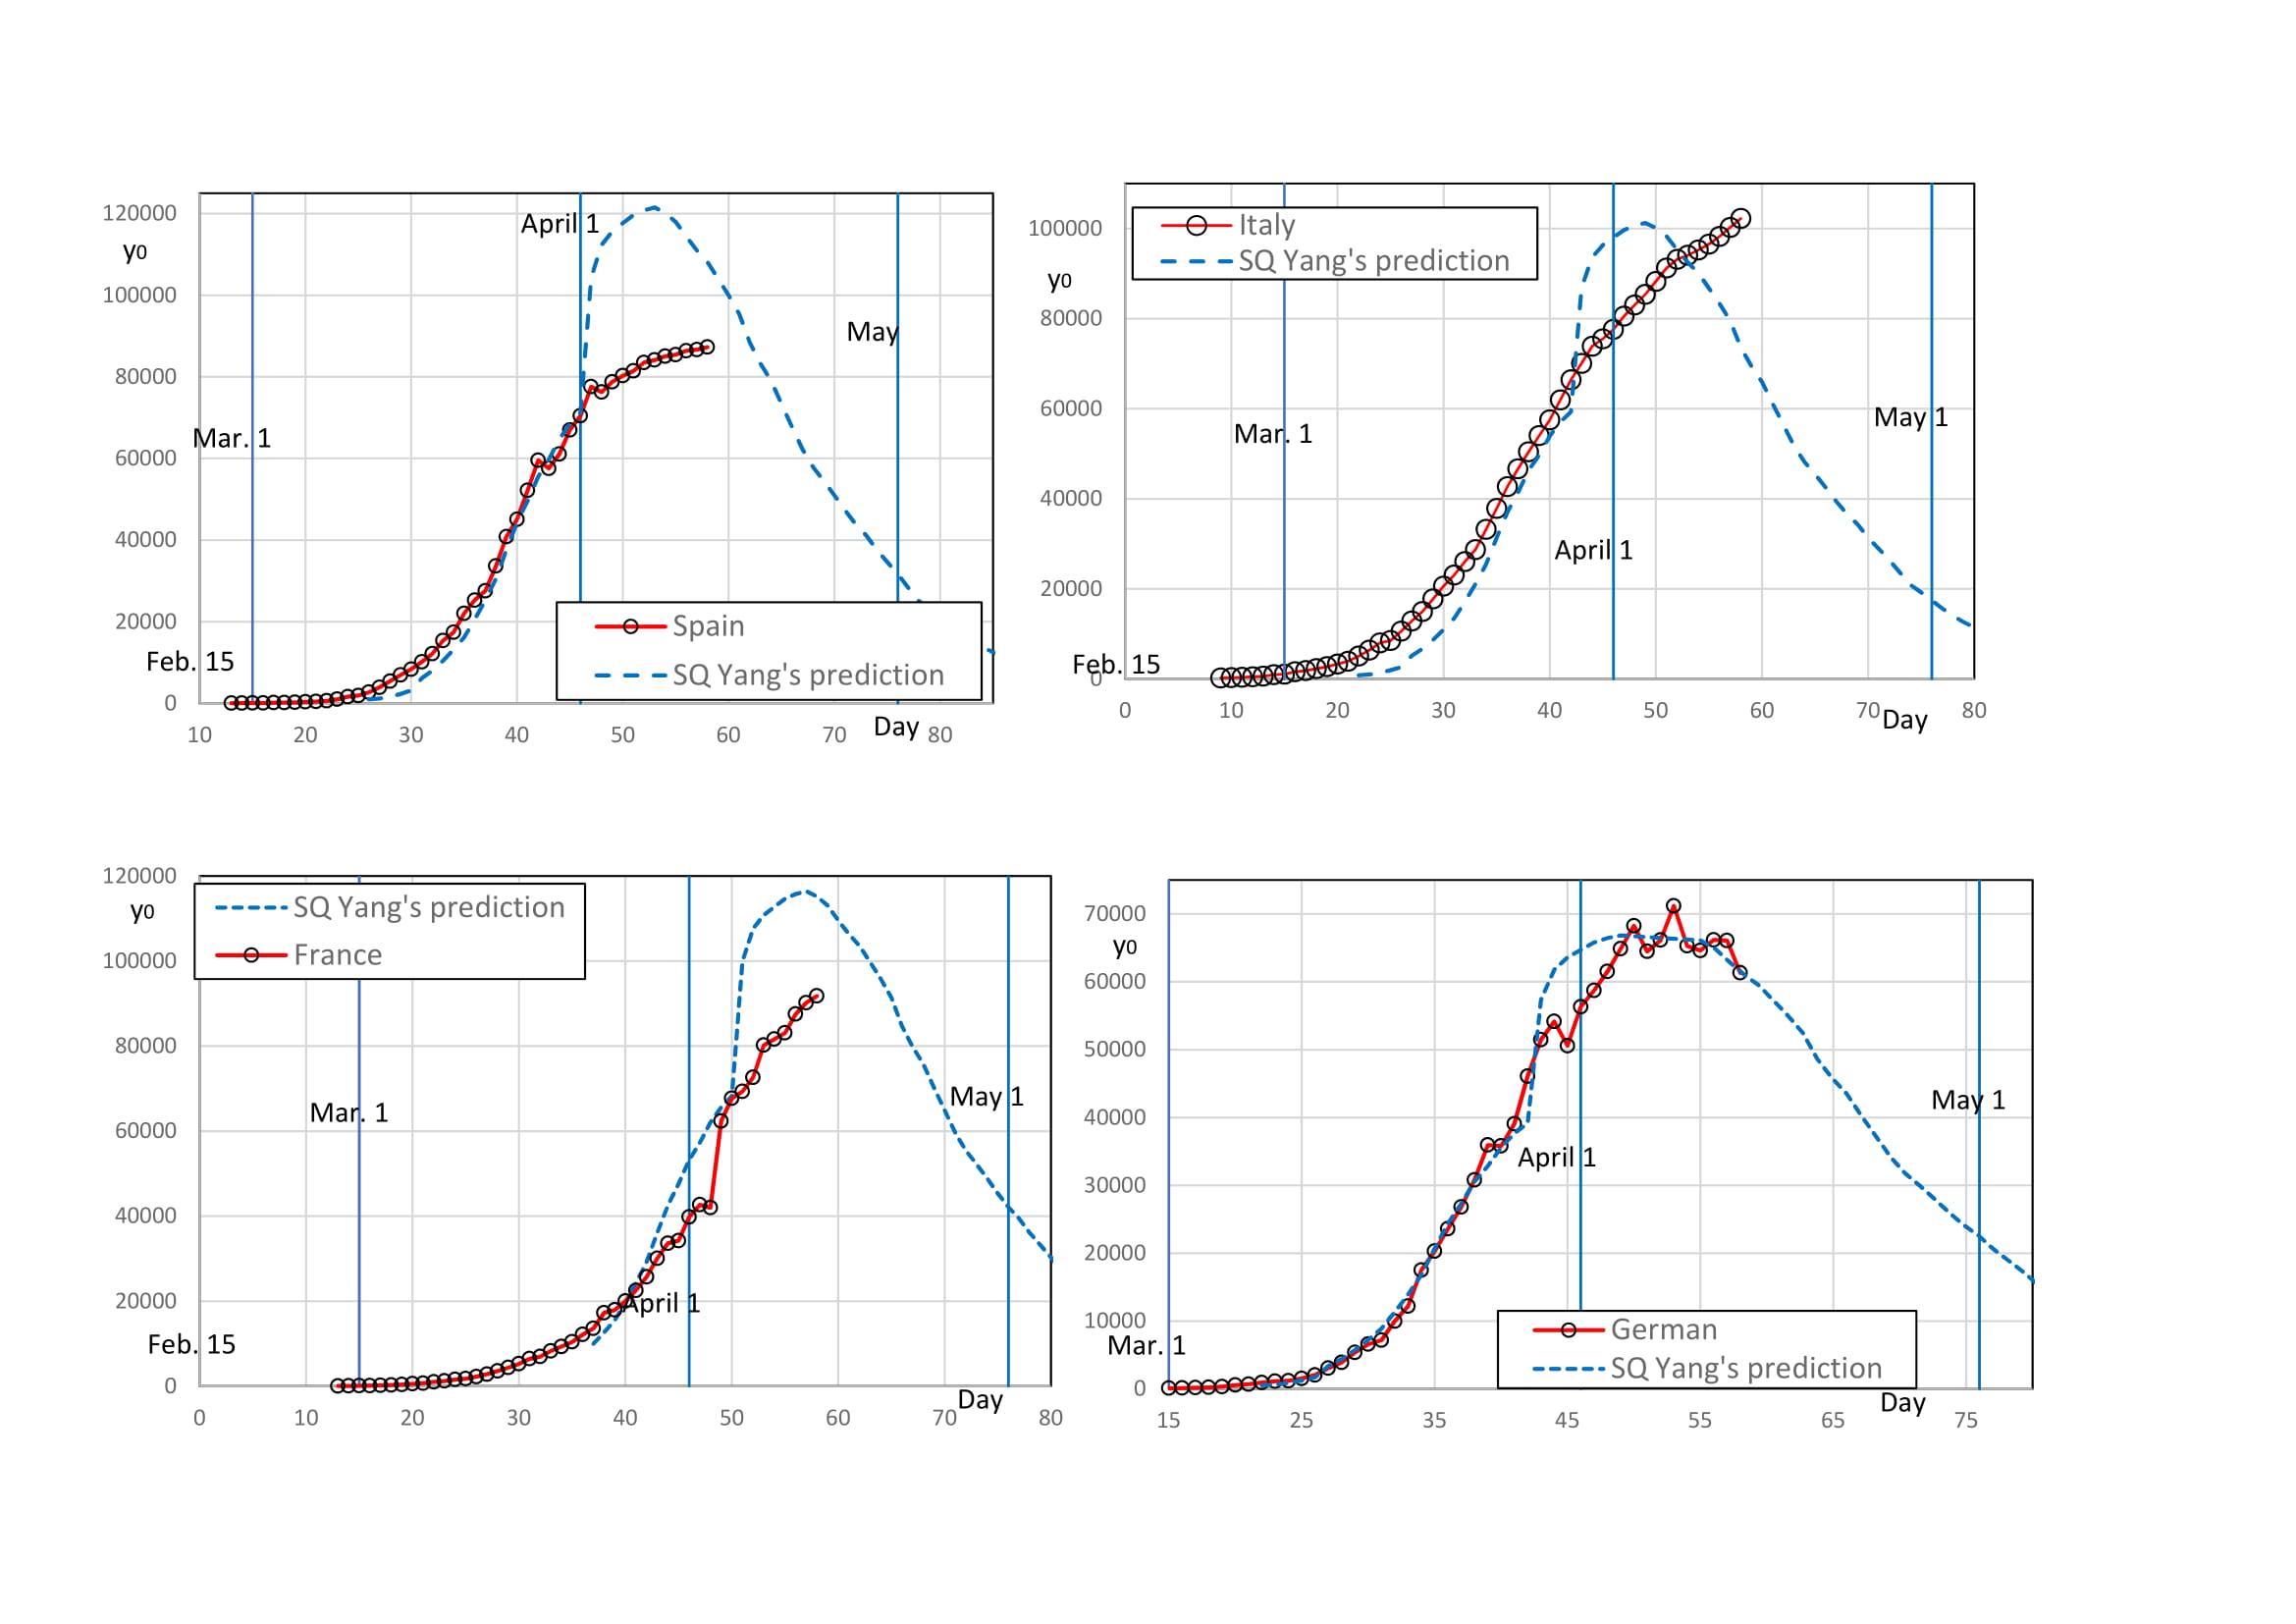 120000
y0
100000
80000
60000
40000
20000
0
April 1
May
Mar. 1
Feb. 15
Spain
SQ Yang's prediction
10 20 30 40 50 60 70 Day 80
Italy
SQ Yang's prediction
100000
y0
80000
60000
40000
20000
0
Mar. 1
May 1
April 1
Feb. 15
0 10 20 30 40 50 60 70 Day 80
120000
y0
100000
80000
60000
40000
20000
0
SQ Yang's prediction
France
Mar. 1
May 1
April 1
Feb. 15
Day
0 10 20 30 40 50 60 70 80
70000
y0
60000
50000
40000
30000
20000
10000
0
May 1
April 1
Mar. 1
German
SQ Yang's prediction
Day
15 25 35 45 55 65 75